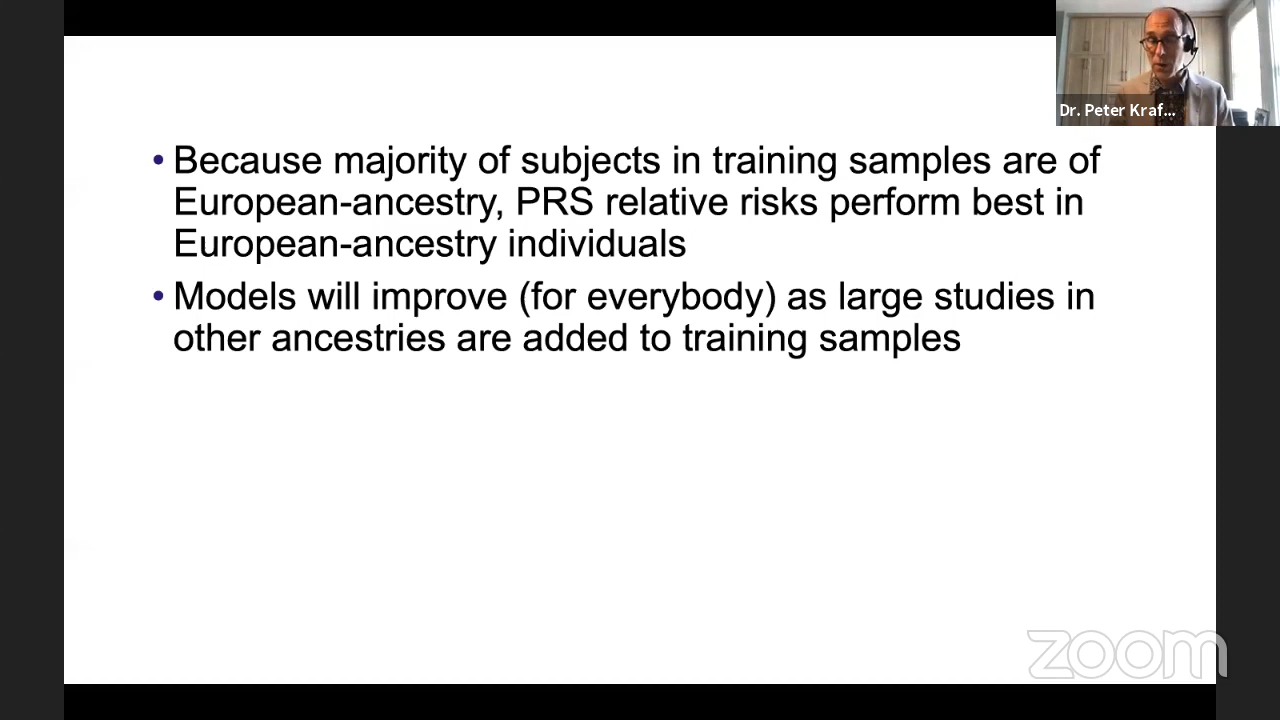 Dr. Peter Kraf...
• Because majority of subjects in training samples are of
European-ancestry, PRS relative risks perform best in
European-ancestry individuals
• Models will improve (for everybody) as large studies in
other ancestries are added to training samples
zoom